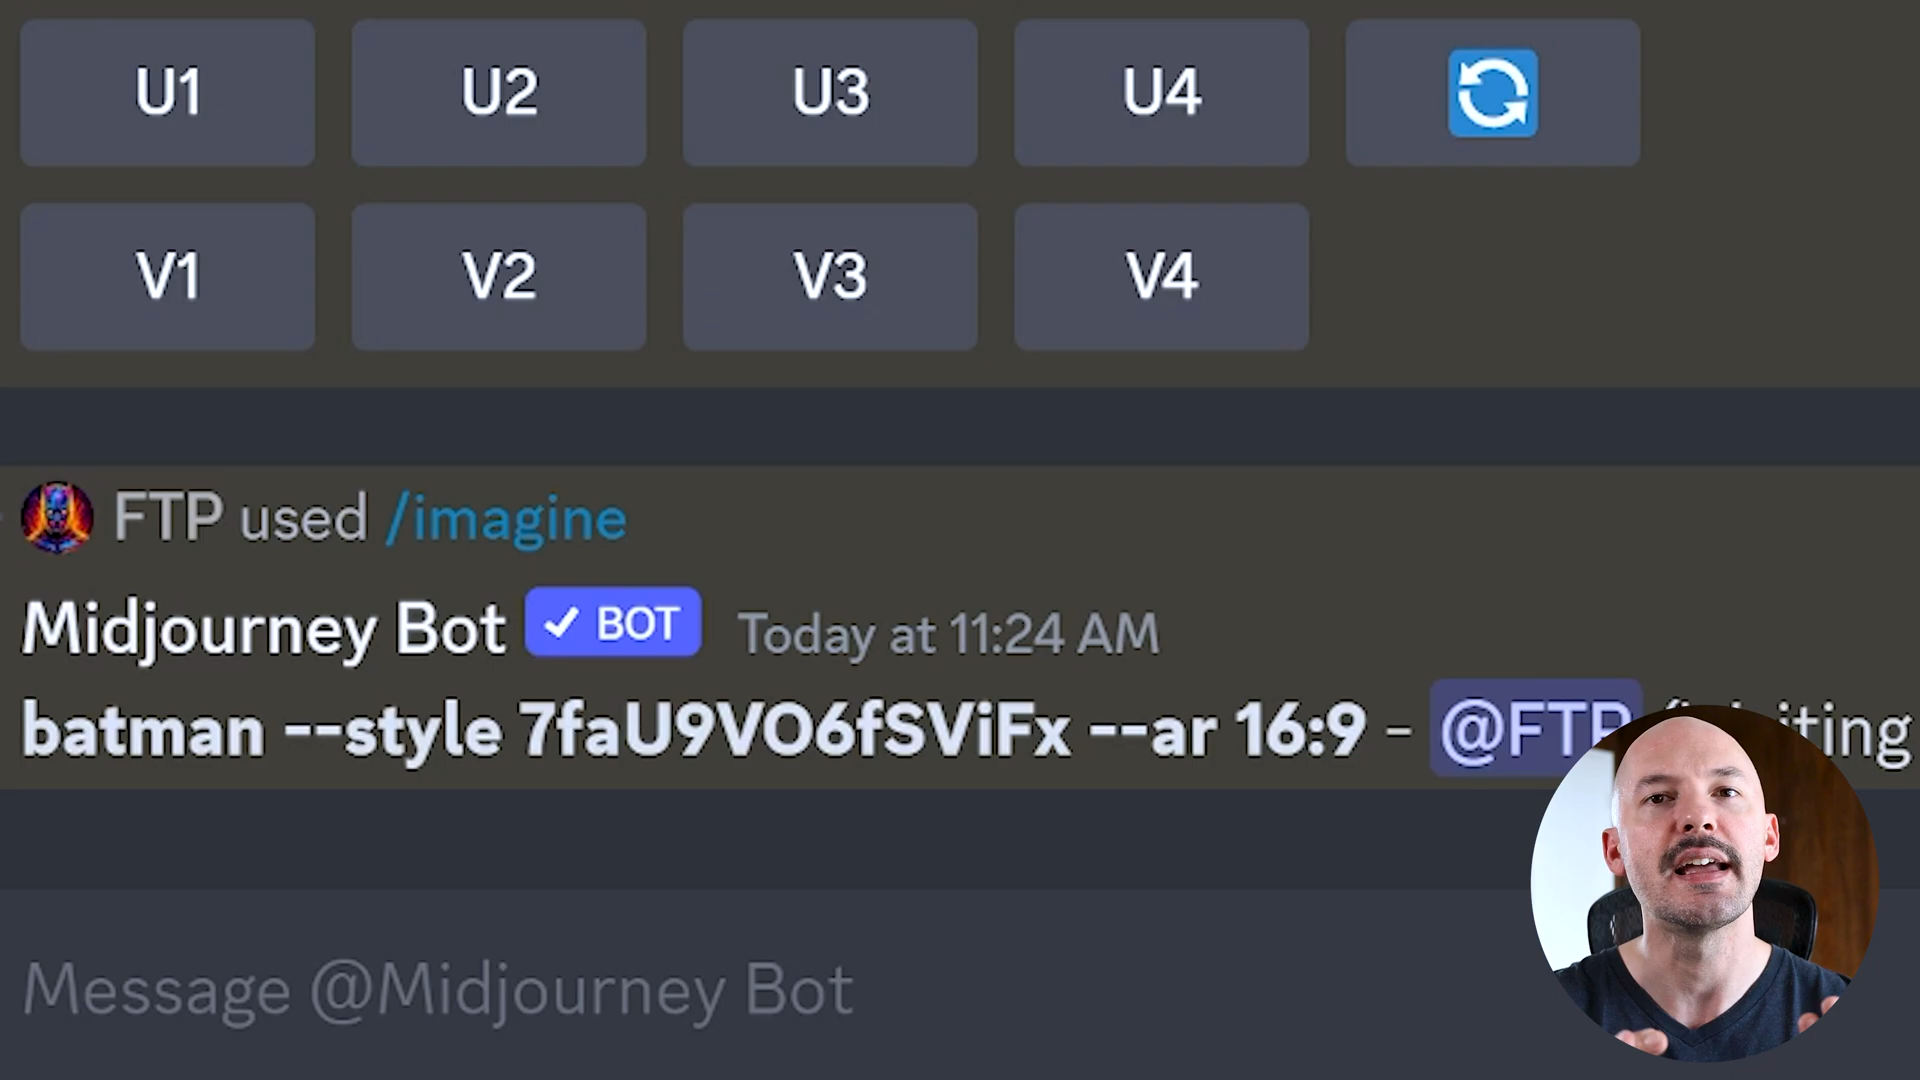 U1 U2 U3 U4
V1 V2 V3 V4
FTP used /imagine
Midjourney Bot ✓ BOT Today at 11:24 AM
batman --style 7faU9VO6fSViFx --ar 16:9 - @FTP
Message @Midjourney Bot